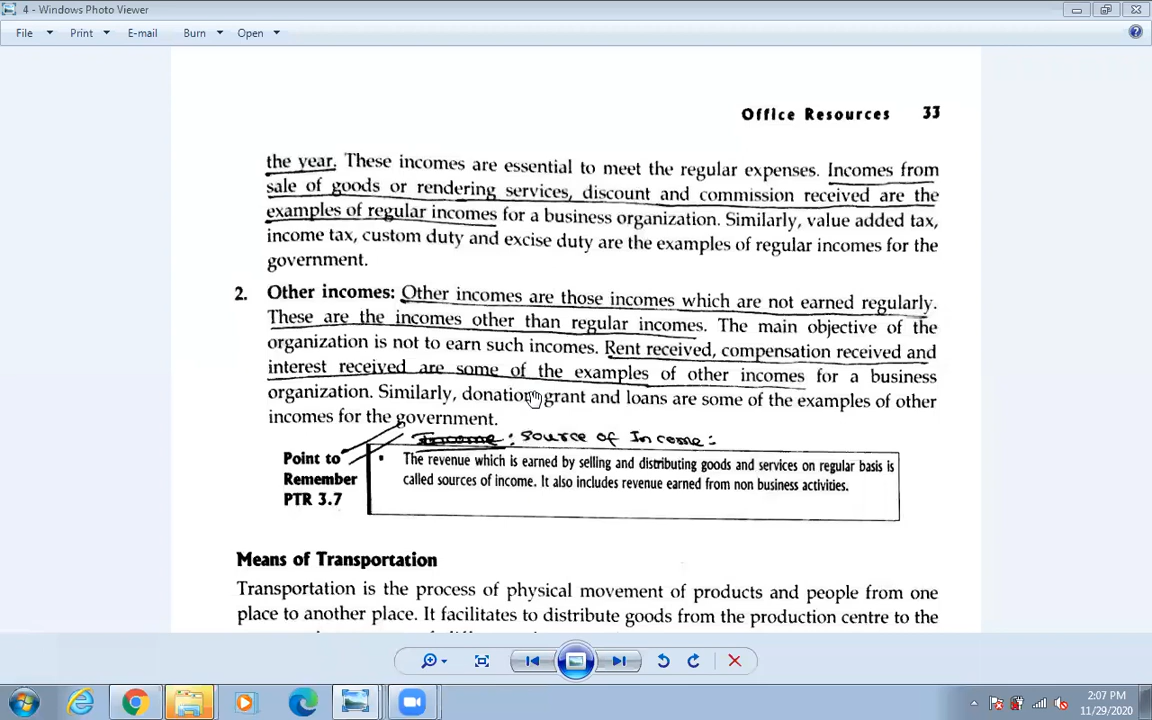 4 - Windows Photo Viewer
File Print E-mail Burn Open
Office Resources 33
the year. These incomes are essential to meet the regular expenses. Incomes from
sale of goods or rendering services, discount and commission received are the
examples of regular incomes for a business organization. Similarly, value added tax,
income tax, custom duty and excise duty are the examples of regular incomes for the
government.
2. Other incomes: Other incomes are those incomes which are not earned regularly.
These are the incomes other than regular incomes. The main objective of the
organization is not to earn such incomes. Rent received, compensation received and
interest received are some of the examples of other incomes for a business
organization. Similarly, donation, grant and loans are some of the examples of other
incomes for the government.
Income : Source of Income :
Point to
Remember
PTR 3.7
• The revenue which is earned by selling and distributing goods and services on regular basis is
called sources of income. It also includes revenue earned from non business activities.
Means of Transportation
Transportation is the process of physical movement of products and people from one
place to another place. It facilitates to distribute goods from the production centre to the
2:07 PM
11/29/2020